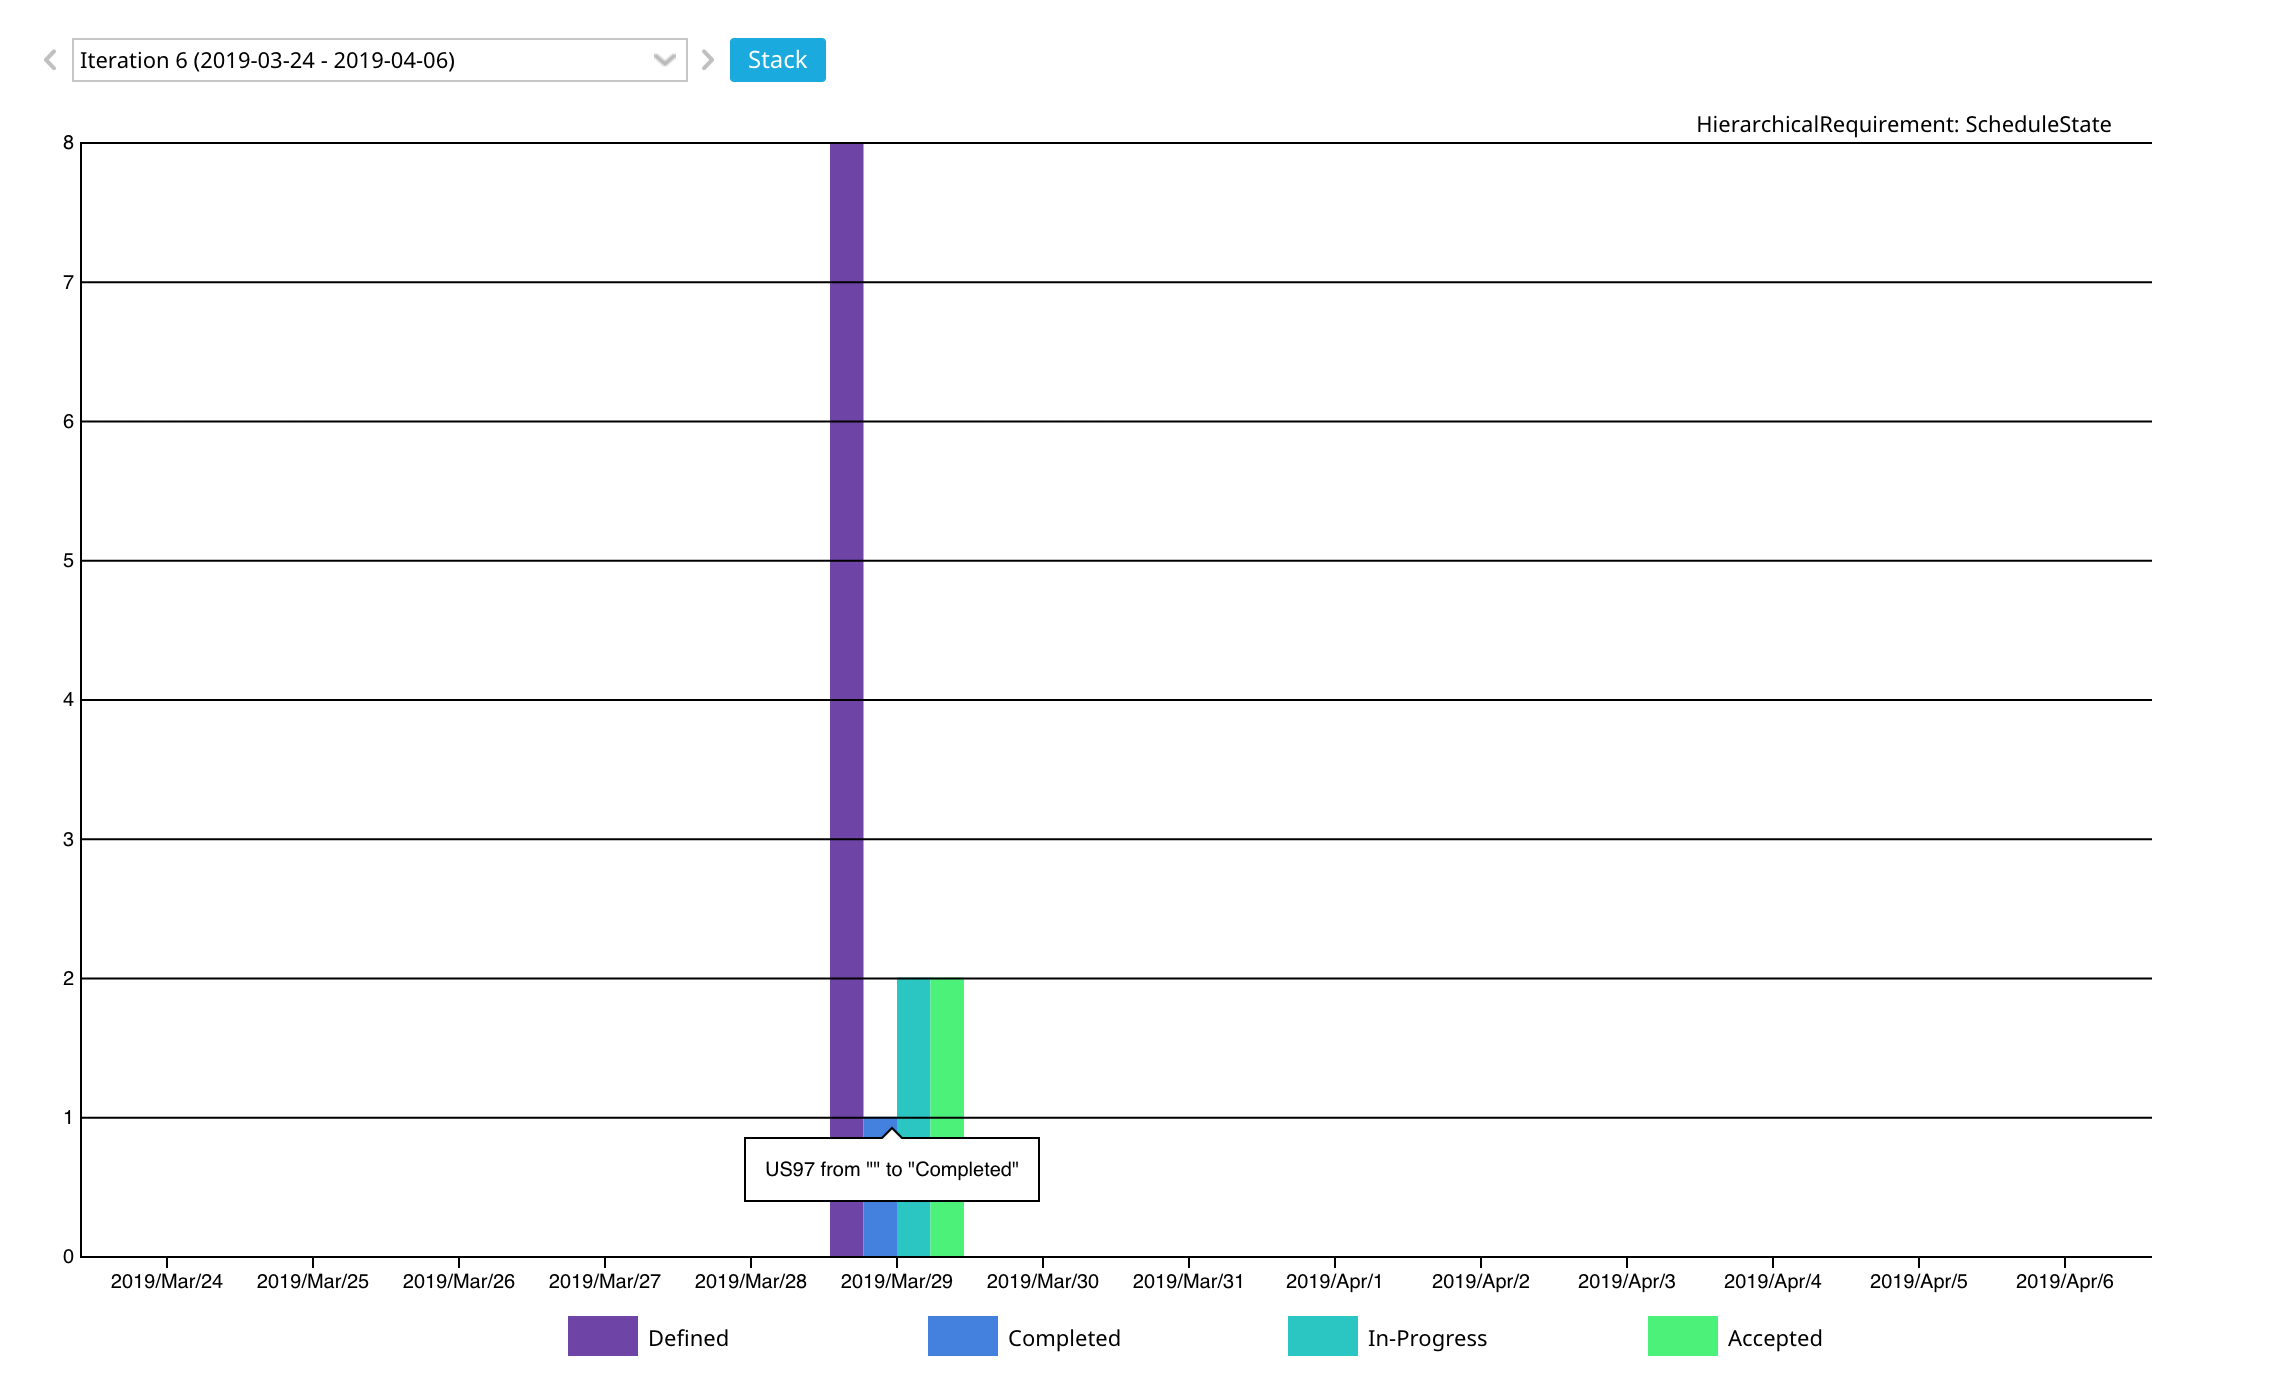 Iteration 6 (2019-03-24 - 2019-04-06)
Stack
HierarchicalRequirement: ScheduleState
8
7
6
5
4
3
2
1
US97 from "" to "Completed"
0
2019/Mar/24 2019/Mar/25 2019/Mar/26 2019/Mar/27 2019/Mar/28 2019/Mar/29 2019/Mar/30 2019/Mar/31 2019/Apr/1 2019/Apr/2 2019/Apr/3 2019/Apr/4 2019/Apr/5 2019/Apr/6
Defined Completed In-Progress Accepted